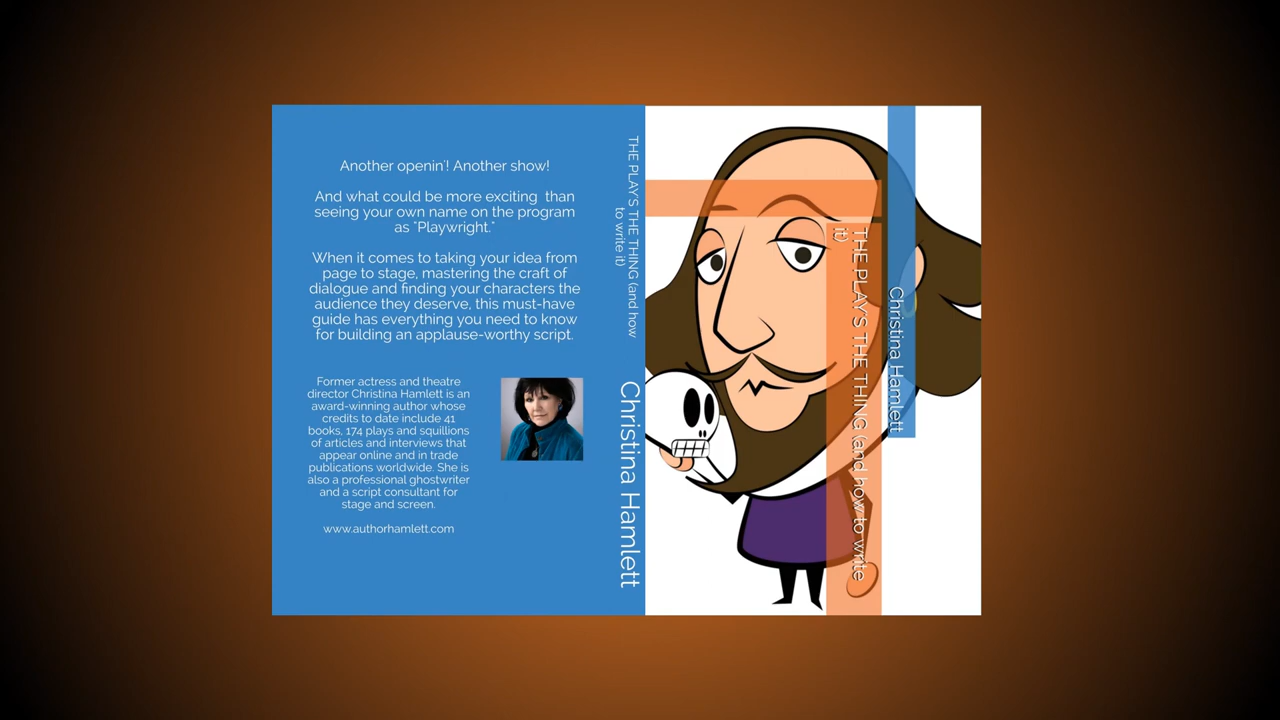 Another openin'! Another show!
And what could be more exciting than
seeing your own name on the program
as "Playwright."
When it comes to taking your idea from
page to stage, mastering the craft of
dialogue and finding your characters the
audience they deserve, this must-have
guide has everything you need to know
for building an applause-worthy script.
Former actress and theatre
director Christina Hamlett is an
award-winning author whose
credits to date include 41
books, 174 plays and squillions
of articles and interviews that
appear online and in trade
publications worldwide. She is
also a professional ghostwriter
and a script consultant for
stage and screen.
www.authorhamlett.com
THE PLAY'S THE THING (and how
to write it)
Christina Hamlett
THE PLAY'S THE THING (and how to write
it)
Christina Hamlett